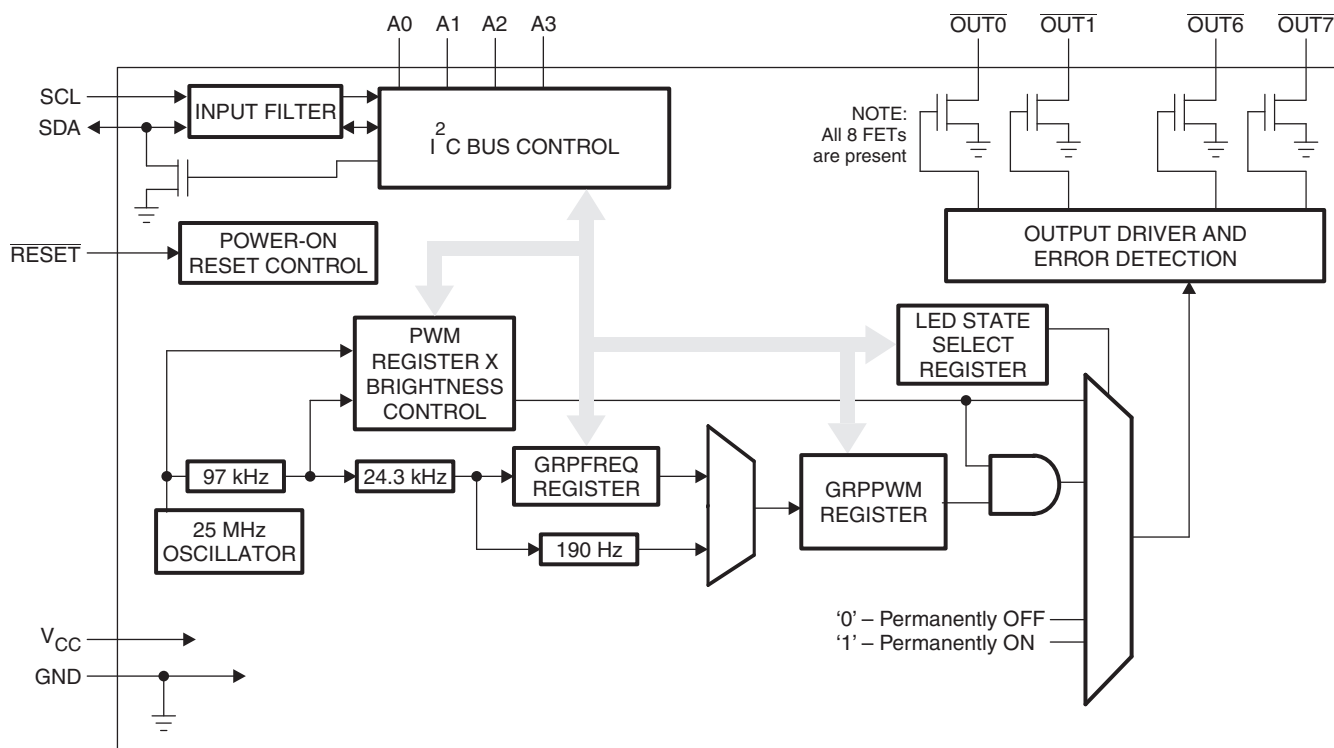 A0 A1 A2 A3
OUT0 OUT1 OUT6 OUT7
SCL
SDA
INPUT FILTER
I2C BUS CONTROL
NOTE:
All 8 FETs
are present
RESET
POWER-ON
RESET CONTROL
OUTPUT DRIVER AND
ERROR DETECTION
PWM
REGISTER X
BRIGHTNESS
CONTROL
LED STATE
SELECT
REGISTER
97 kHz
24.3 kHz
GRPFREQ
REGISTER
GRPPWM
REGISTER
25 MHz
OSCILLATOR
190 Hz
‘0’ – Permanently OFF
‘1’ – Permanently ON
VCC
GND